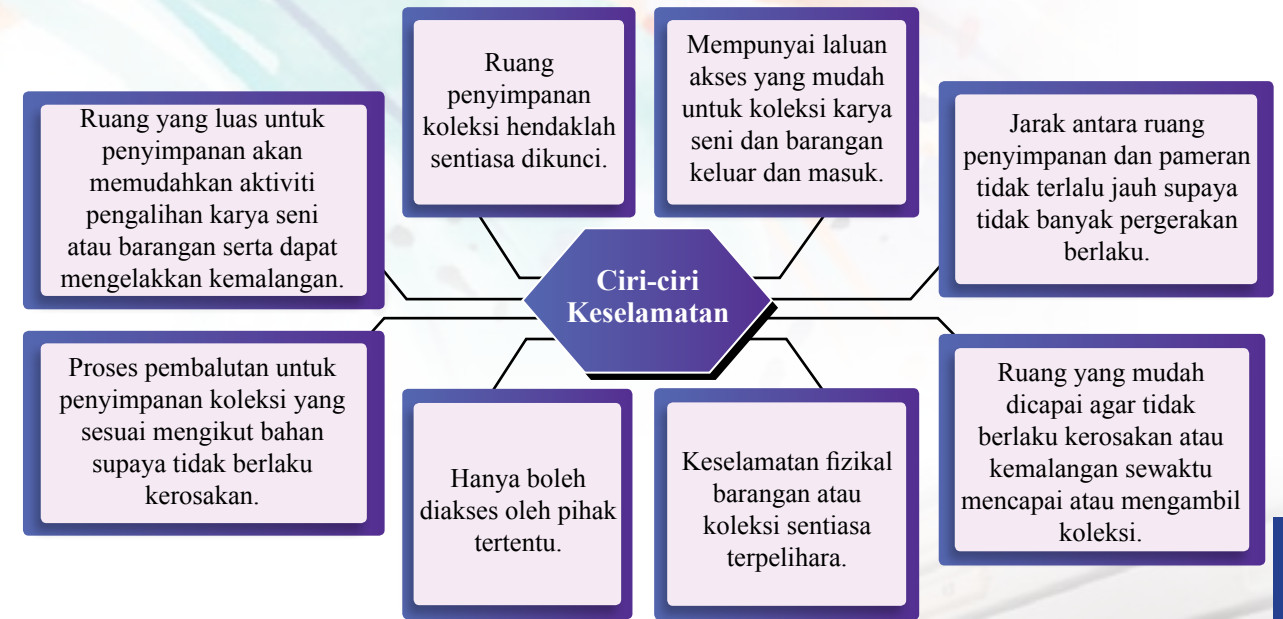 Ciri-ciri
Keselamatan
Ruang yang luas untuk
penyimpanan akan
memudahkan aktiviti
pengalihan karya seni
atau barangan serta dapat
mengelakkan kemalangan.
Ruang
penyimpanan
koleksi hendaklah
sentiasa dikunci.
Mempunyai laluan
akses yang mudah
untuk koleksi karya
seni dan barangan
keluar dan masuk.
Jarak antara ruang
penyimpanan dan pameran
tidak terlalu jauh supaya
tidak banyak pergerakan
berlaku.
Proses pembalutan untuk
penyimpanan koleksi yang
sesuai mengikut bahan
supaya tidak berlaku
kerosakan.
Hanya boleh
diakses oleh pihak
tertentu.
Keselamatan fizikal
barangan atau
koleksi sentiasa
terpelihara.
Ruang yang mudah
dicapai agar tidak
berlaku kerosakan atau
kemalangan sewaktu
mencapai atau mengambil
koleksi.